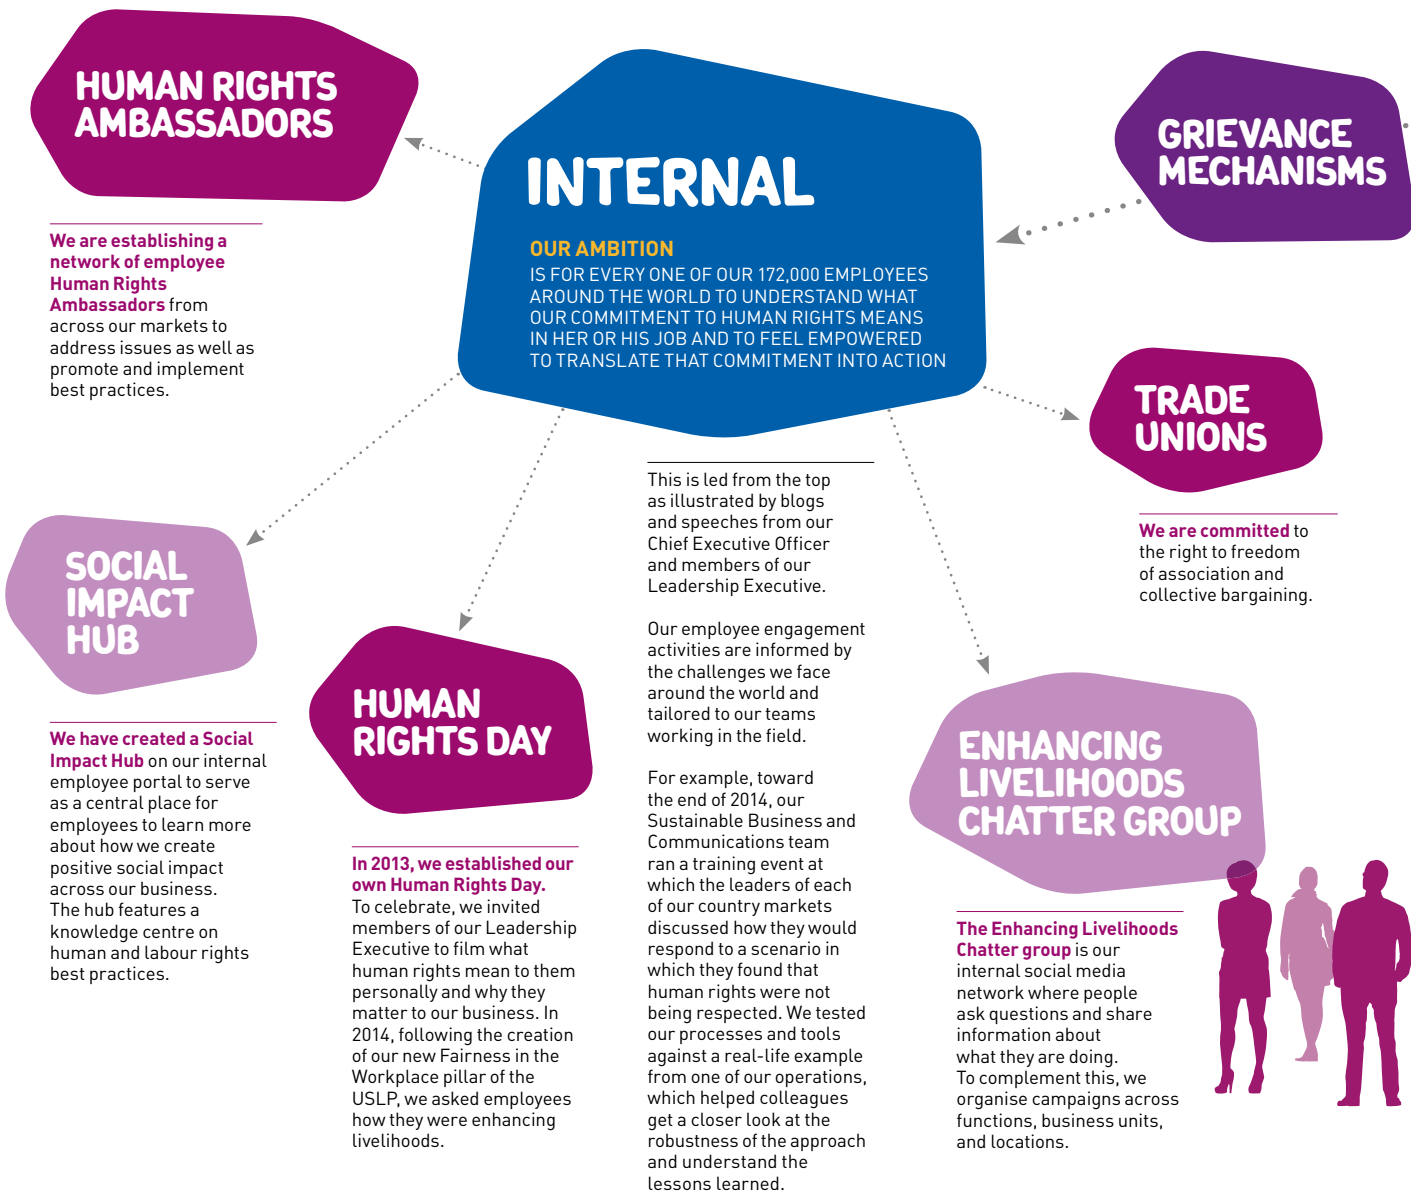 HUMAN RIGHTS
AMBASSADORS
We are establishing a
network of employee
Human Rights
Ambassadors from
across our markets to
address issues as well as
promote and implement
best practices.
INTERNAL
OUR AMBITION
IS FOR EVERY ONE OF OUR 172,000 EMPLOYEES
AROUND THE WORLD TO UNDERSTAND WHAT
OUR COMMITMENT TO HUMAN RIGHTS MEANS
IN HER OR HIS JOB AND TO FEEL EMPOWERED
TO TRANSLATE THAT COMMITMENT INTO ACTION
GRIEVANCE
MECHANISMS
TRADE
UNIONS
We are committed to
the right to freedom
of association and
collective bargaining.
SOCIAL
IMPACT
HUB
We have created a Social
Impact Hub on our internal
employee portal to serve
as a central place for
employees to learn more
about how we create
positive social impact
across our business.
The hub features a
knowledge centre on
human and labour rights
best practices.
HUMAN
RIGHTS DAY
In 2013, we established our
own Human Rights Day.
To celebrate, we invited
members of our Leadership
Executive to film what
human rights mean to them
personally and why they
matter to our business. In
2014, following the creation
of our new Fairness in the
Workplace pillar of the
USLP, we asked employees
how they were enhancing
livelihoods.
This is led from the top
as illustrated by blogs
and speeches from our
Chief Executive Officer
and members of our
Leadership Executive.
Our employee engagement
activities are informed by
the challenges we face
around the world and
tailored to our teams
working in the field.
For example, toward
the end of 2014, our
Sustainable Business and
Communications team
ran a training event at
which the leaders of each
of our country markets
discussed how they would
respond to a scenario in
which they found that
human rights were not
being respected. We tested
our processes and tools
against a real-life example
from one of our operations,
which helped colleagues
get a closer look at the
robustness of the approach
and understand the
lessons learned.
ENHANCING
LIVELIHOODS
CHATTER GROUP
The Enhancing Livelihoods
Chatter group is our
internal social media
network where people
ask questions and share
information about
what they are doing.
To complement this, we
organise campaigns across
functions, business units,
and locations.